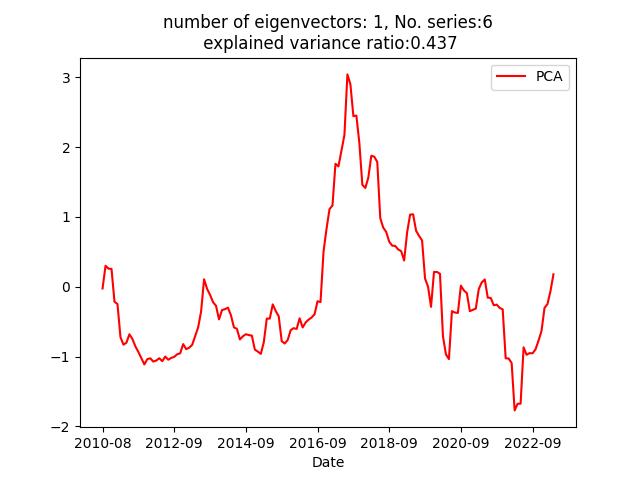 number of eigenvectors: 1, No. series:6
explained variance ratio:0.437
PCA
3
2
1
0
−1
−2
2010-08 2012-09 2014-09 2016-09 2018-09 2020-09 2022-09
Date